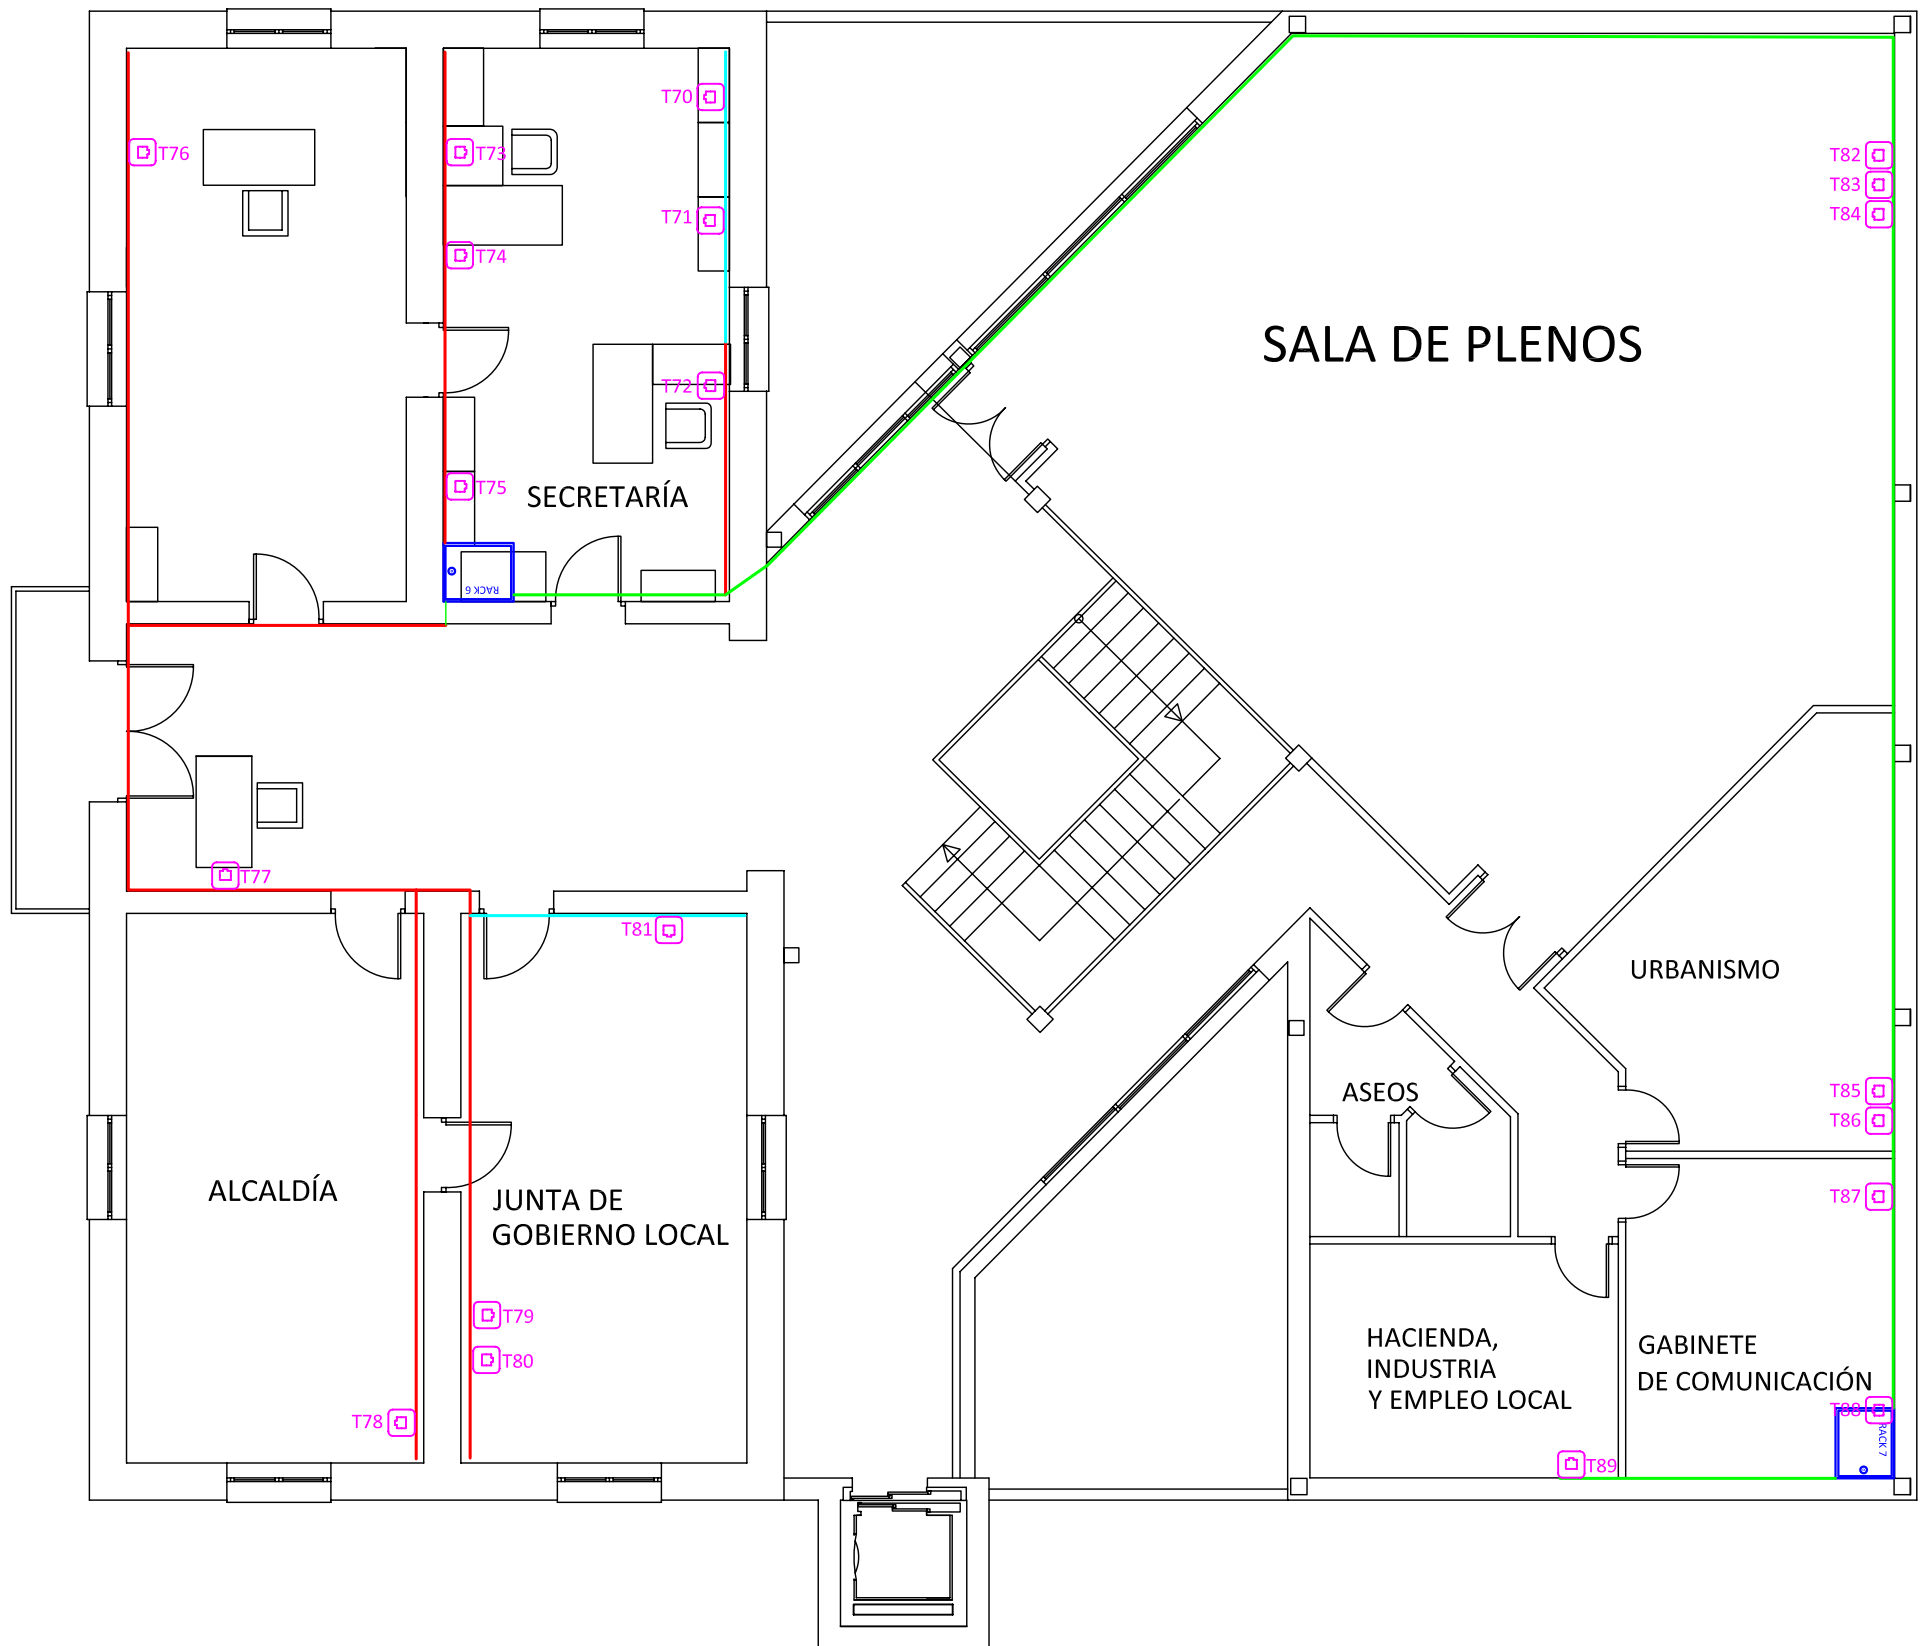 T70
T76
T73
T82
T83
T84
T71
T74
SALA DE PLENOS
T72
T75
SECRETARÍA
RACK 6
T77
T81
URBANISMO
ASEOS
T85
T86
ALCALDÍA
JUNTA DE
GOBIERNO LOCAL
T87
T79
T80
HACIENDA,
INDUSTRIA
Y EMPLEO LOCAL
GABINETE
DE COMUNICACIÓN
T78
T88
RACK 7
T89